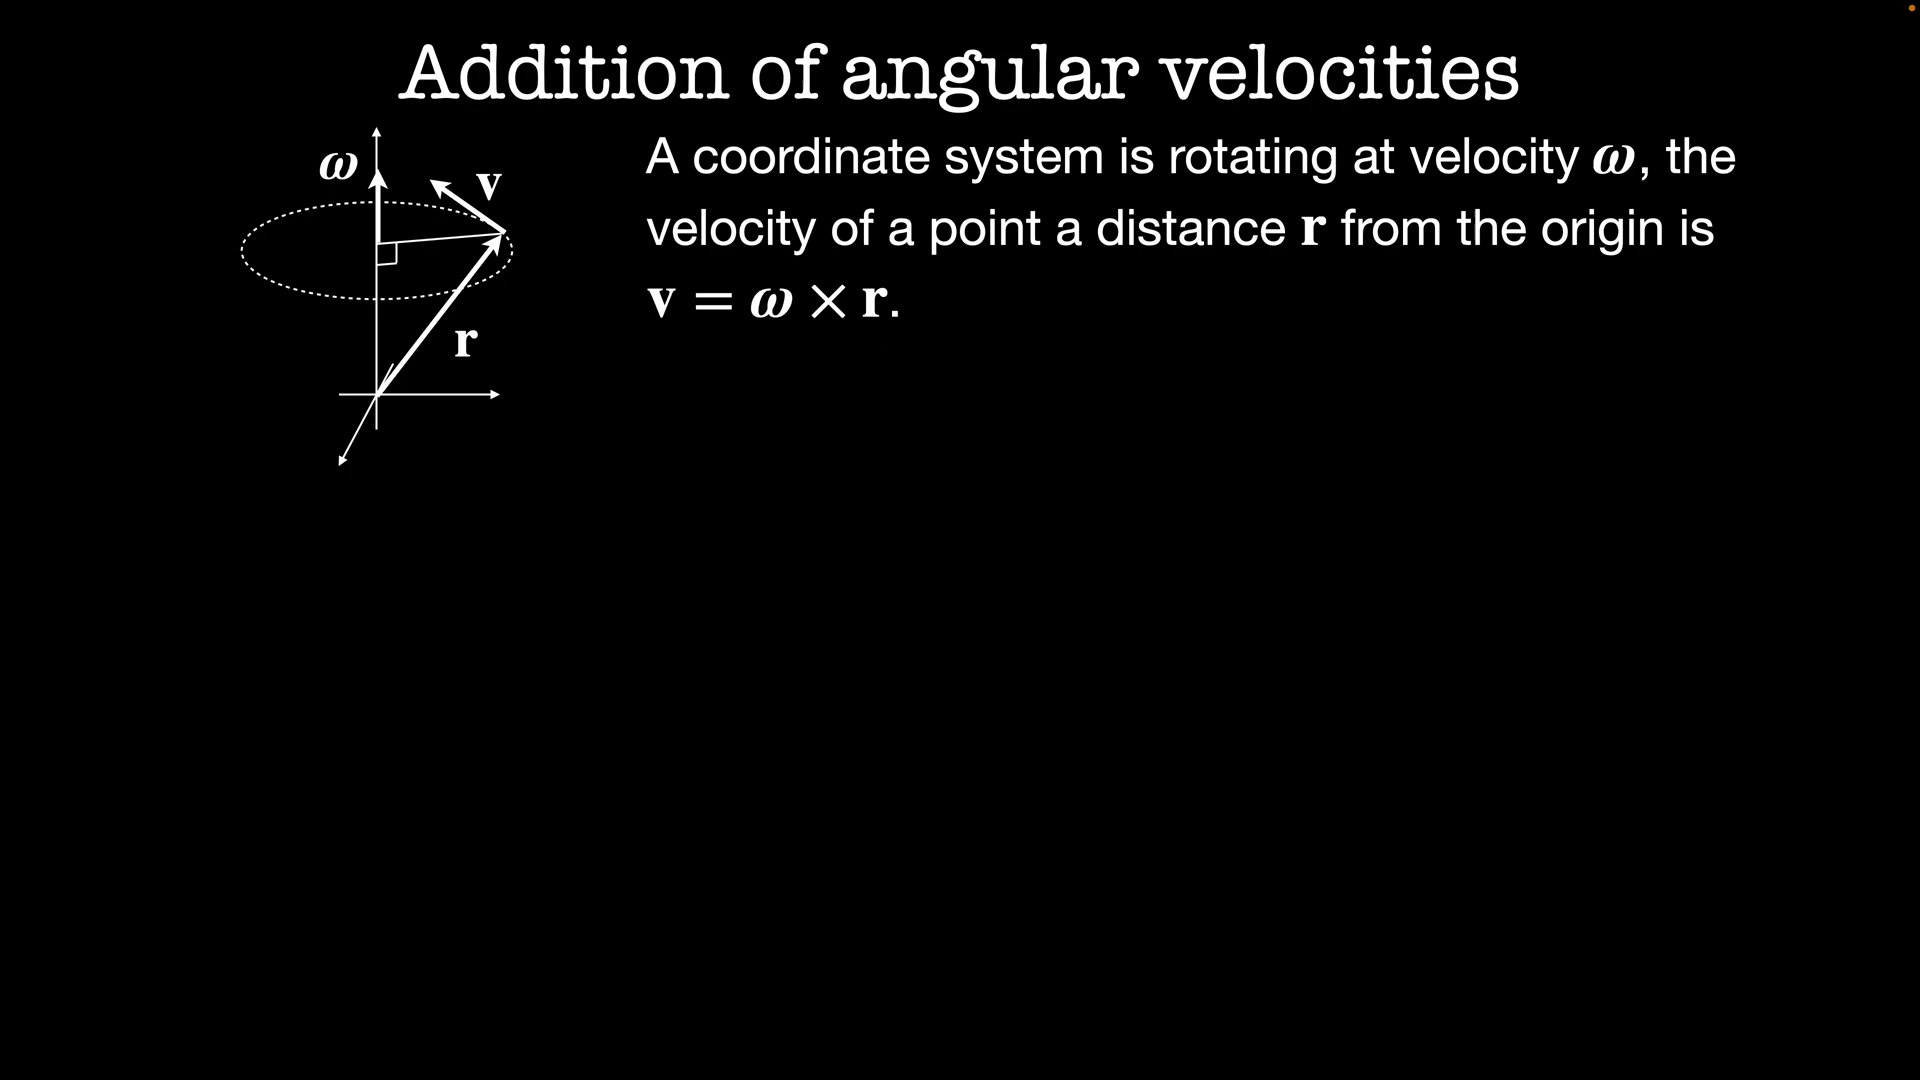 Addition of angular velocities
𝝎
v
r
A coordinate system is rotating at velocity 𝝎, the
velocity of a point a distance r from the origin is
v = 𝝎 × r.